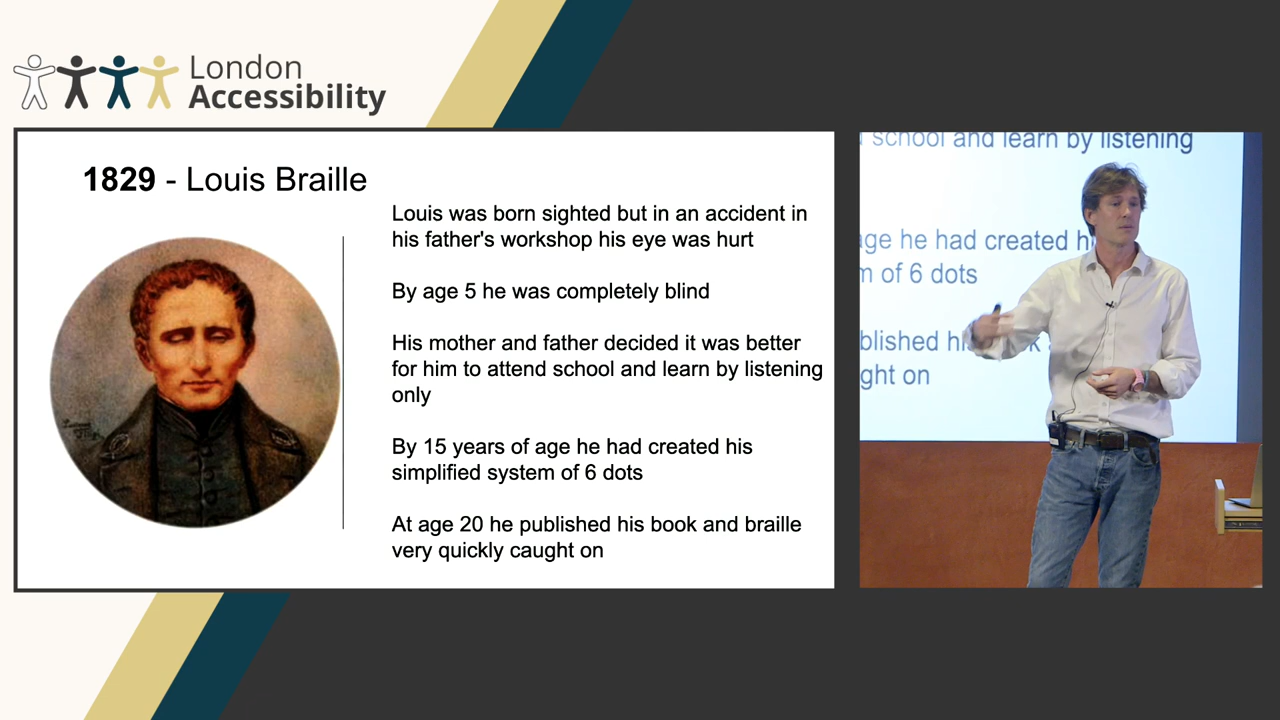 London
Accessibility
1829 - Louis Braille
Louis was born sighted but in an accident in
his father's workshop his eye was hurt
By age 5 he was completely blind
His mother and father decided it was better
for him to attend school and learn by listening
only
By 15 years of age he had created his
simplified system of 6 dots
At age 20 he published his book and braille
very quickly caught on
school and learn by listening
age he had created hi
of 6 dots
blished hi
ght on